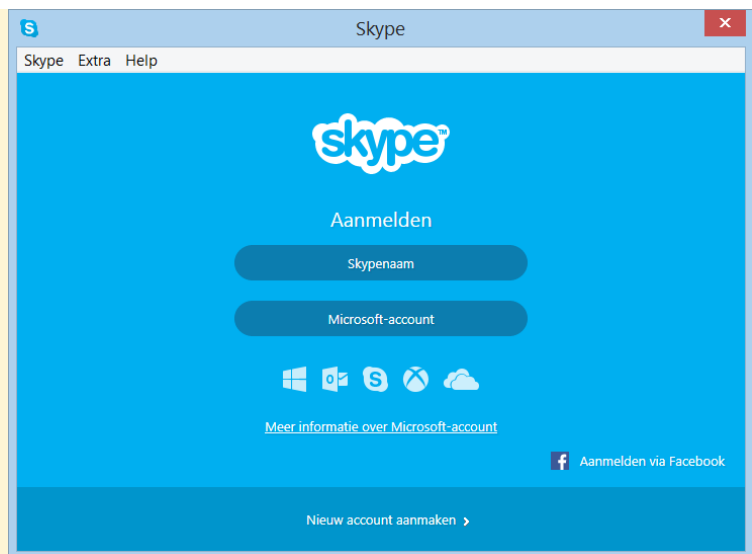 Skype
Skype Extra Help
skype™
Aanmelden
Skypenaam
Microsoft-account
Meer informatie over Microsoft-account
Aanmelden via Facebook
Nieuw account aanmaken